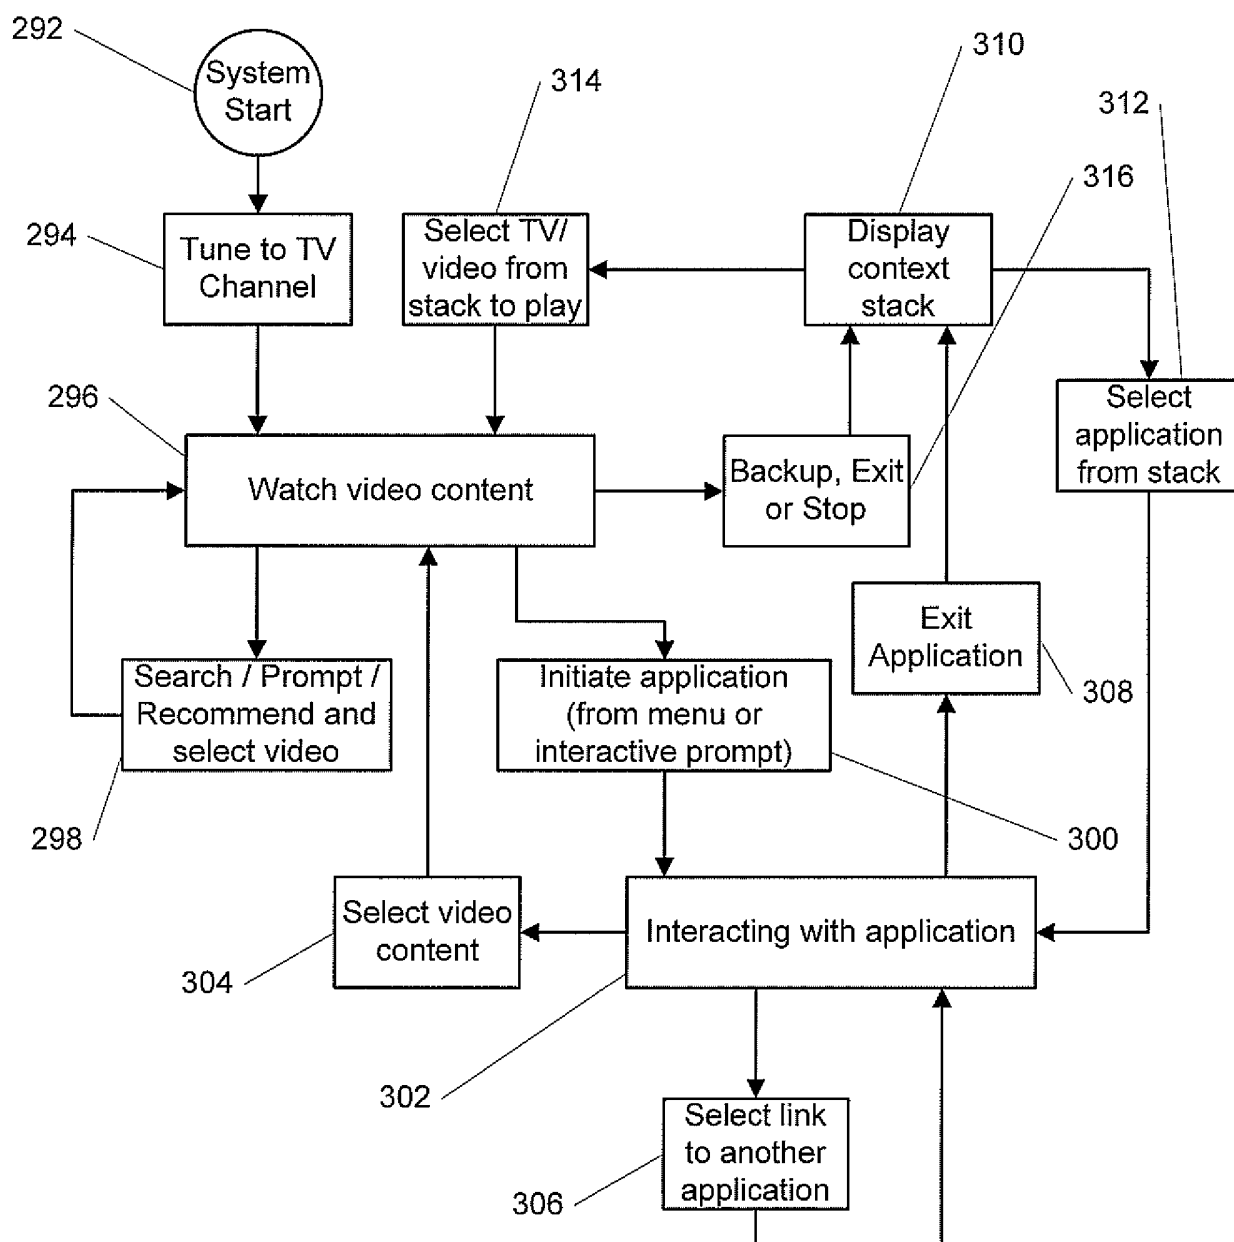 292
System
Start
310
314
312
316
294
Tune to TV
Channel
Select TV/
video from
stack to play
Display
context
stack
296
Select
application
from stack
Watch video content
Backup, Exit
or Stop
Exit
Application
Search / Prompt /
Recommend and
select video
Initiate application
(from menu or
interactive prompt)
308
298
300
Select video
content
Interacting with application
304
302
Select link
to another
application
306